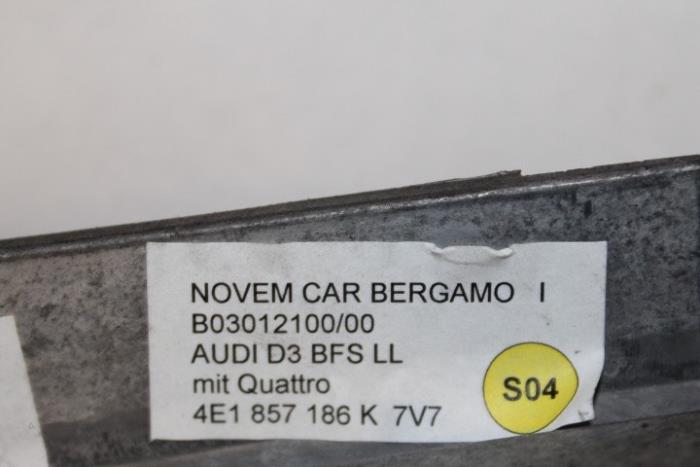 NOVEM CAR BERGAMO I
B03012100/00
AUDI D3 BFS LL
mit Quattro
4E1 857 186 K 7V7
S04